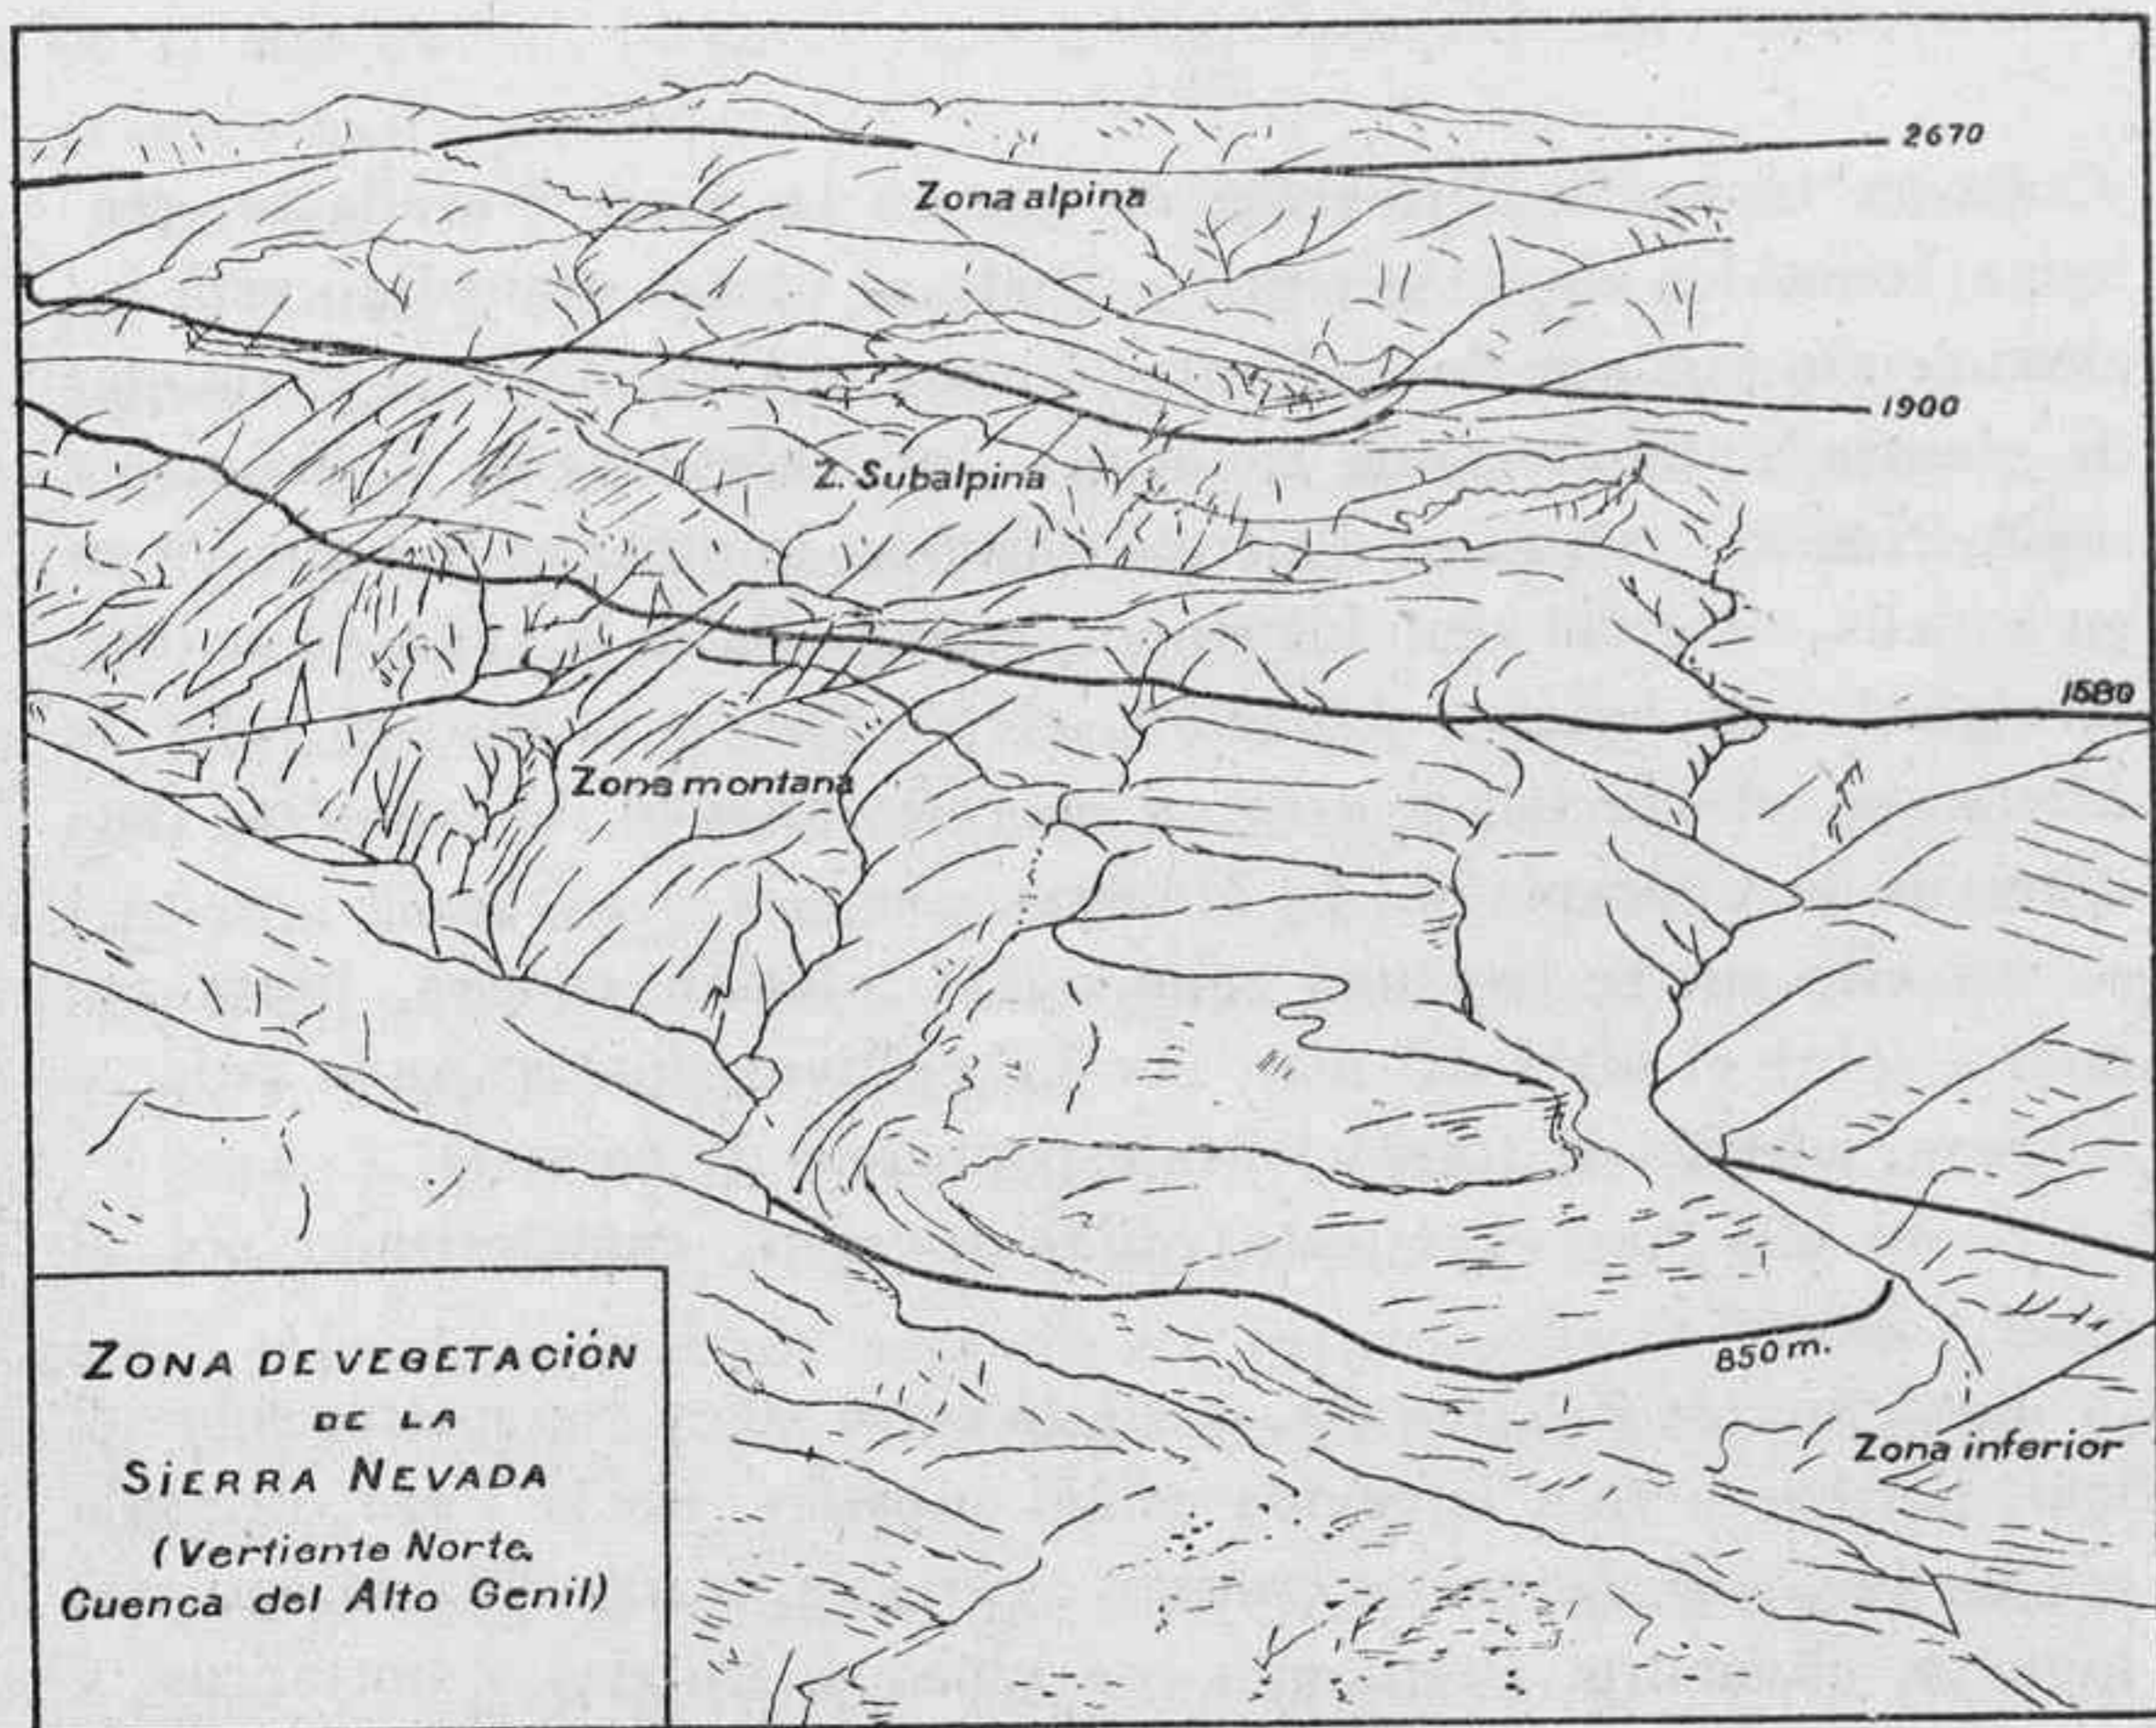 2670
Zona alpina
1900
Z. Subalpina
1580
Zona montana
850 m.
Zona inferior
ZONA DE VEGETACIÓN
DE LA
SIERRA NEVADA
(Vertiente Norte.
Cuenca del Alto Genil)